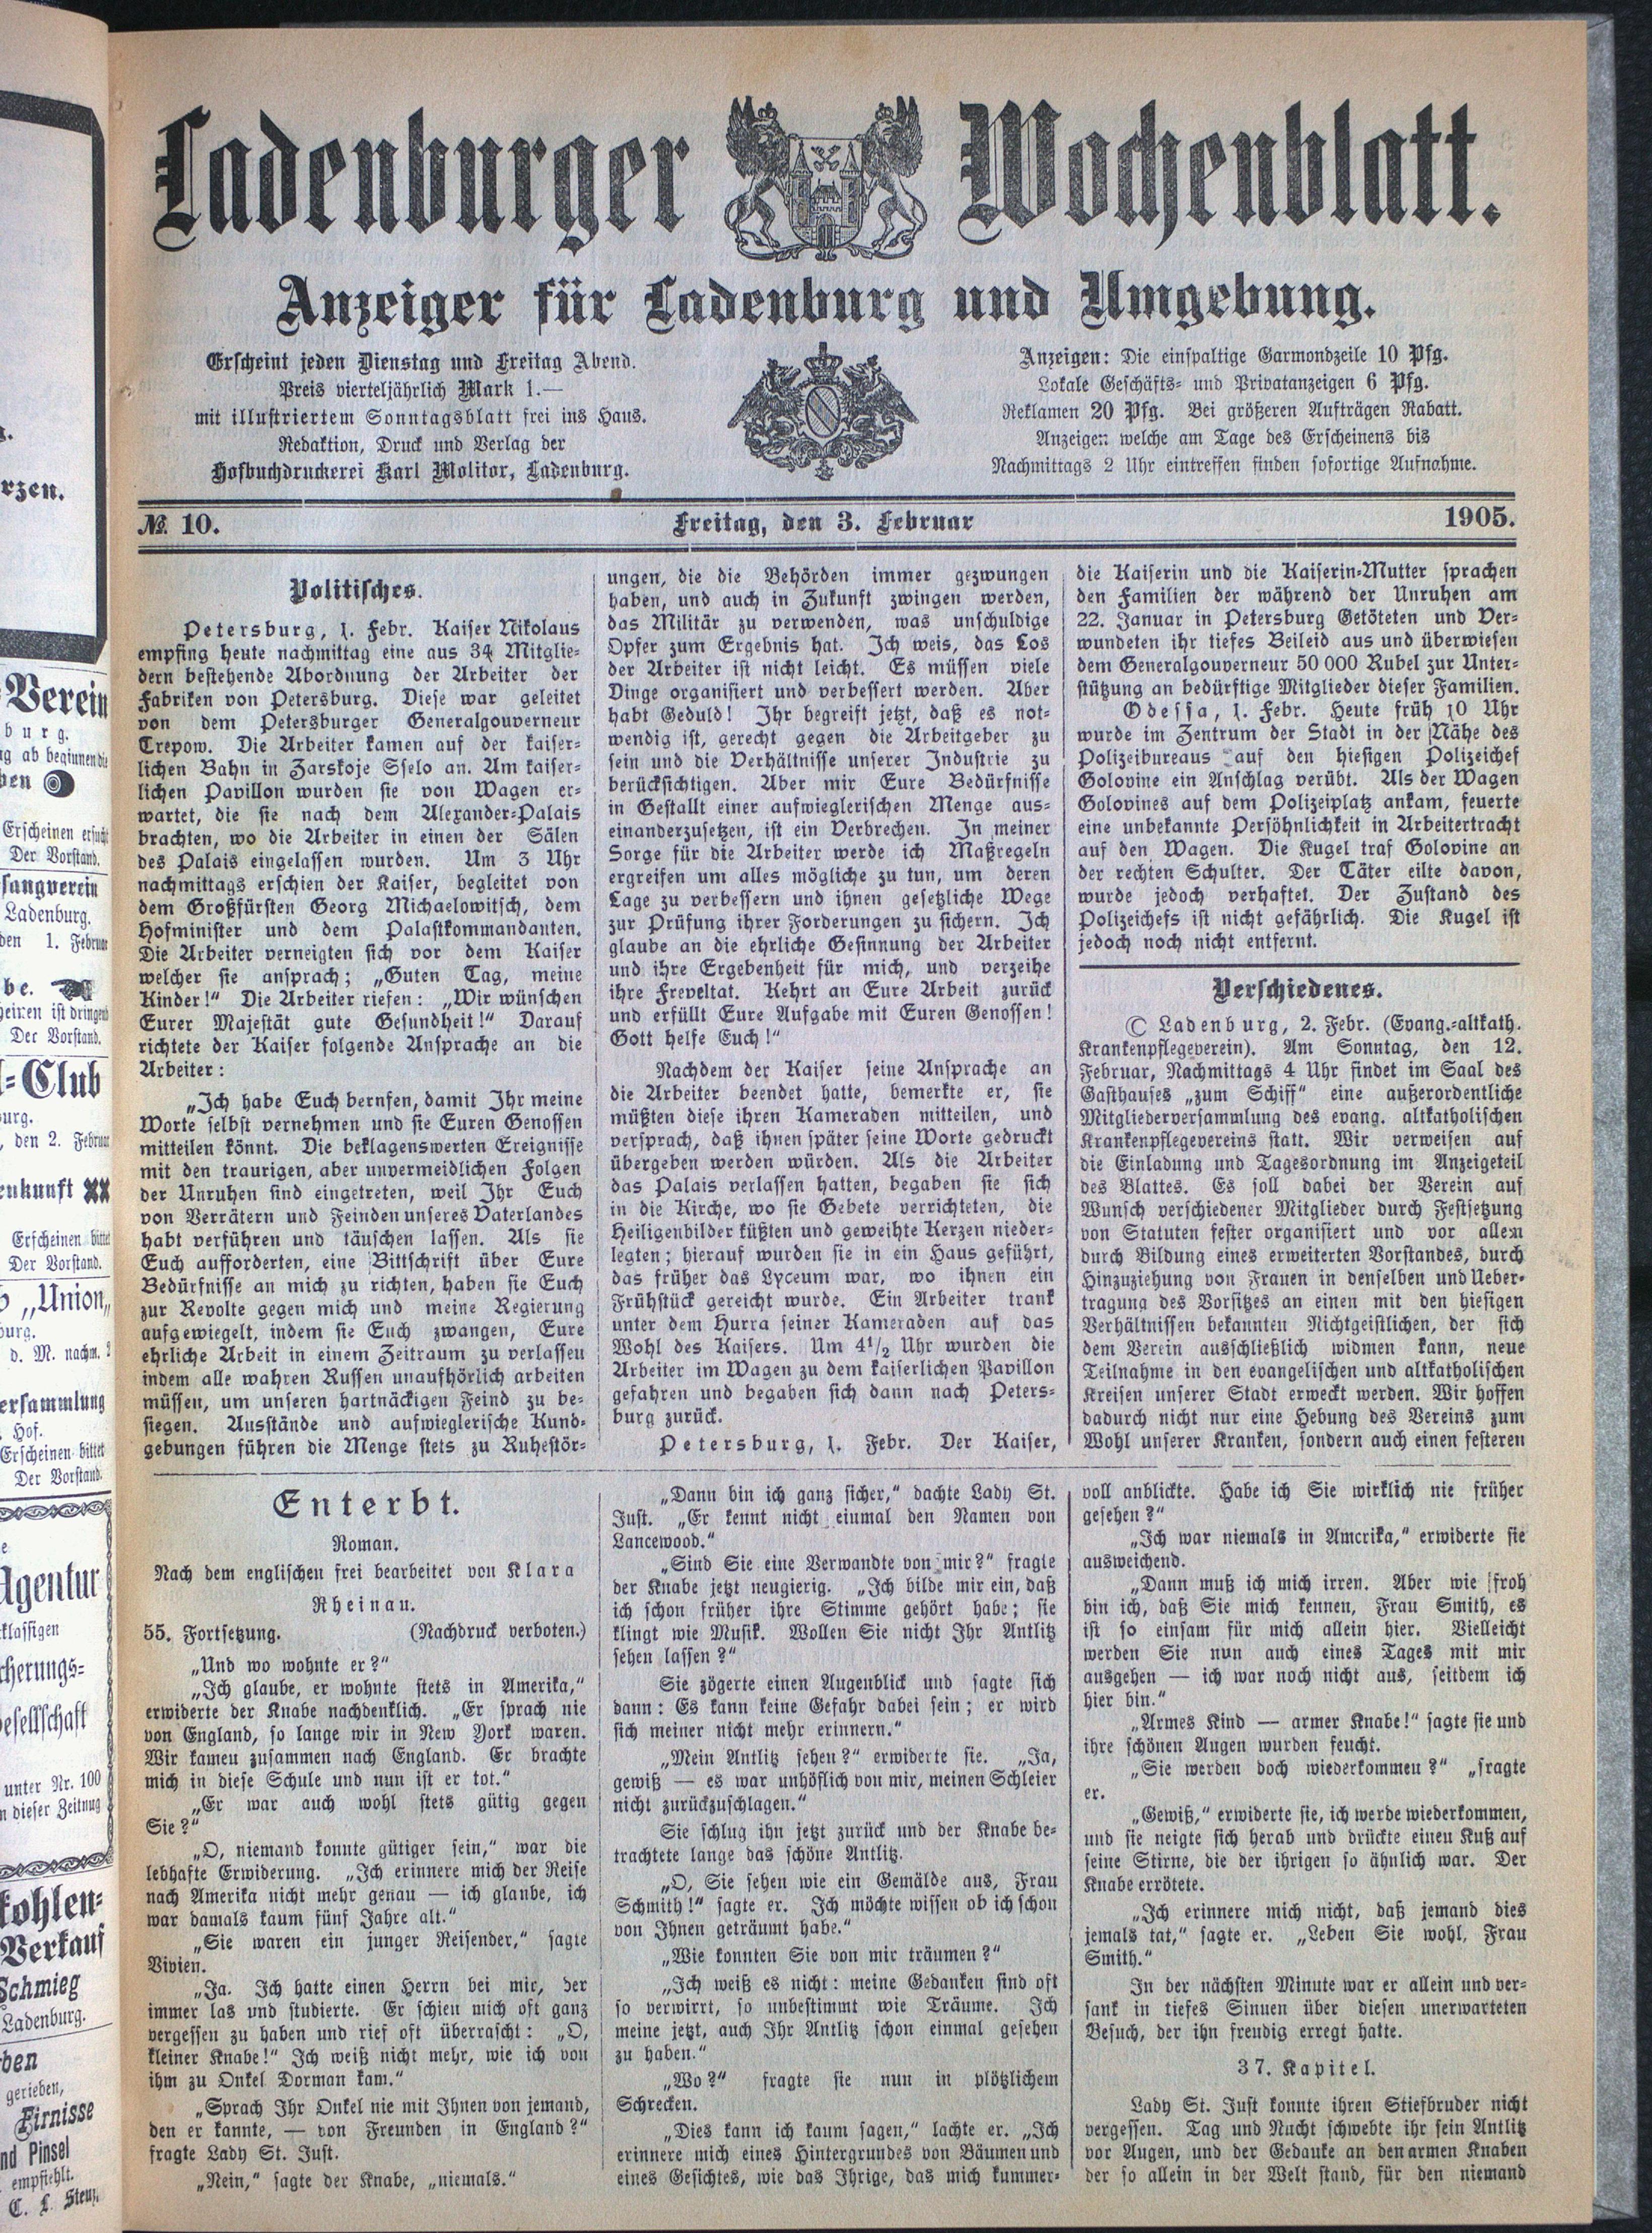 Ladenburger Wochenblatt.
Anzeiger für Ladenburg und Umgebung.
Erscheint jeden Dienstag und Freitag Abend.
Preis vierteljährlich Mark 1.—
mit illustriertem Sonntagsblatt frei ins Haus.
Redaktion, Druck und Verlag der
Hofbuchdruckerei Karl Molitor, Ladenburg.
Anzeigen: Die einspaltige Garmondzeile 10 Pfg.
Lokale Geschäfts- und Privatanzeigen 6 Pfg.
Reklamen 20 Pfg. Bei größeren Aufträgen Rabatt.
Anzeigen welche am Tage des Erscheinens bis
Nachmittags 2 Uhr eintreffen finden sofortige Aufnahme.
№ 10. Freitag, den 3. Februar 1905.
Politisches.
Petersburg, 1. Febr. Kaiser Nikolaus
empfing heute nachmittag eine aus 34 Mitglie-
dern bestehende Abordnung der Arbeiter der
Fabriken von Petersburg. Diese war geleitet
von dem Petersburger Generalgouverneur
Trepow. Die Arbeiter kamen auf der kaiser-
lichen Bahn in Zarskoje Sselo an. Am kaiser-
lichen Pavillon wurden sie von Wagen er-
wartet, die sie nach dem Alexander-Palais
brachten, wo die Arbeiter in einen der Sälen
des Palais eingelassen wurden. Um 3 Uhr
nachmittags erschien der Kaiser, begleitet von
dem Großfürsten Georg Michaelowitsch, dem
Hofminister und dem Palastkommandanten.
Die Arbeiter verneigten sich vor dem Kaiser
welcher sie ansprach; „Guten Tag, meine
Kinder!“ Die Arbeiter riefen: „Wir wünschen
Eurer Majestät gute Gesundheit!“ Darauf
richtete der Kaiser folgende Ansprache an die
Arbeiter:
„Ich habe Euch bernfen, damit Ihr meine
Worte selbst vernehmen und sie Euren Genossen
mitteilen könnt. Die beklagenswerten Ereignisse
mit den traurigen, aber unvermeidlichen Folgen
der Unruhen sind eingetreten, weil Ihr Euch
von Verrätern und Feinden unseres Vaterlandes
habt verführen und täuschen lassen. Als sie
Euch aufforderten, eine Bittschrift über Eure
Bedürfnisse an mich zu richten, haben sie Euch
zur Revolte gegen mich und meine Regierung
aufgewiegelt, indem sie Euch zwangen, Eure
ehrliche Arbeit in einem Zeitraum zu verlassen
indem alle wahren Russen unaufhörlich arbeiten
müssen, um unseren hartnäckigen Feind zu be-
siegen. Ausstände und aufwieglerische Kund-
gebungen führen die Menge stets zu Ruhestör-
ungen, die die Behörden immer gezwungen
haben, und auch in Zukunft zwingen werden,
das Militär zu verwenden, was unschuldige
Opfer zum Ergebnis hat. Ich weis, das Los
der Arbeiter ist nicht leicht. Es müssen viele
Dinge organisiert und verbessert werden. Aber
habt Geduld! Ihr begreift jetzt, daß es not-
wendig ist, gerecht gegen die Arbeitgeber zu
sein und die Verhältnisse unserer Industrie zu
berücksichtigen. Aber mir Eure Bedürfnisse
in Gestallt einer aufwieglerischen Menge aus-
einanderzusetzen, ist ein Verbrechen. In meiner
Sorge für die Arbeiter werde ich Maßregeln
ergreifen um alles mögliche zu tun, um deren
Lage zu verbessern und ihnen gesetzliche Wege
zur Prüfung ihrer Forderungen zu sichern. Ich
glaube an die ehrliche Gesinnung der Arbeiter
und ihre Ergebenheit für mich, und verzeihe
ihre Freveltat. Kehrt an Eure Arbeit zurück
und erfüllt Eure Aufgabe mit Euren Genossen!
Gott helfe Euch!“
Nachdem der Kaiser seine Ansprache an
die Arbeiter beendet hatte, bemerkte er, sie
müßten diese ihren Kameraden mitteilen, und
versprach, daß ihnen später seine Worte gedruckt
übergeben werden würden. Als die Arbeiter
das Palais verlassen hatten, begaben sie sich
in die Kirche, wo sie Gebete verrichteten, die
Heiligenbilder küßten und geweihte Kerzen nieder-
legten; hierauf wurden sie in ein Haus geführt,
das früher das Lyceum war, wo ihnen ein
Frühstück gereicht wurde. Ein Arbeiter trank
unter dem Hurra seiner Kameraden auf das
Wohl des Kaisers. Um 4½ Uhr wurden die
Arbeiter im Wagen zu dem kaiserlichen Pavillon
gefahren und begaben sich dann nach Peters-
burg zurück.
Petersburg, 1. Febr. Der Kaiser,
die Kaiserin und die Kaiserin-Mutter sprachen
den Familien der während der Unruhen am
22. Januar in Petersburg Getöteten und Ver-
wundeten ihr tiefes Beileid aus und überwiesen
dem Generalgouverneur 50 000 Rubel zur Unter-
stützung an bedürftige Mitglieder dieser Familien.
Odessa, 1. Febr. Heute früh 10 Uhr
wurde im Zentrum der Stadt in der Nähe des
Polizeibureaus auf den hiesigen Polizeichef
Golovine ein Anschlag verübt. Als der Wagen
Golovines auf dem Polizeiplatz ankam, feuerte
eine unbekannte Persöhnlichkeit in Arbeitertracht
auf den Wagen. Die Kugel traf Golovine an
der rechten Schulter. Der Täter eilte davon,
wurde jedoch verhaftet. Der Zustand des
Polizeichefs ist nicht gefährlich. Die Kugel ist
jedoch noch nicht entfernt.
Verschiedenes.
© Ladenburg, 2. Febr. (Evang.-altkath.
Krankenpflegeverein). Am Sonntag, den 12.
Februar, Nachmittags 4 Uhr findet im Saal des
Gasthauses „zum Schiff“ eine außerordentliche
Mitgliederversammlung des evang. altkatholischen
Krankenpflegevereins statt. Wir verweisen auf
die Einladung und Tagesordnung im Anzeigeteil
des Blattes. Es soll dabei der Verein auf
Wunsch verschiedener Mitglieder durch Festsetzung
von Statuten fester organisiert und vor allem
durch Bildung eines erweiterten Vorstandes, durch
Hinzuziehung von Frauen in denselben und Ueber-
tragung des Vorsitzes an einen mit den hiesigen
Verhältnissen bekannten Nichtgeistlichen, der sich
dem Verein ausschließlich widmen kann, neue
Teilnahme in den evangelischen und altkatholischen
Kreisen unserer Stadt erweckt werden. Wir hoffen
dadurch nicht nur eine Hebung des Vereins zum
Wohl unserer Kranken, sondern auch einen festeren
Enterbt.
Roman.
Nach dem englischen frei bearbeitet von Klara
Rheinau.
55. Fortsetzung. (Nachdruck verboten.)
„Und wo wohnte er?“
„Ich glaube, er wohnte stets in Amerika,“
erwiderte der Knabe nachdenklich. „Er sprach nie
von England, so lange wir in New York waren.
Wir kameu zusammen nach England. Er brachte
mich in diese Schule und nun ist er tot.“
„Er war auch wohl stets gütig gegen
Sie?“
„O, niemand konnte gütiger sein,“ war die
lebhafte Erwiderung. „Ich erinnere mich der Reise
nach Amerika nicht mehr genau — ich glaube, ich
war damals kaum fünf Jahre alt.“
„Sie waren ein junger Reisender,“ sagte
Vivien.
„Ja. Ich hatte einen Herrn bei mir, der
immer las und studierte. Er schien mich oft ganz
vergessen zu haben und rief oft überrascht: „O,
kleiner Knabe!“ Ich weiß nicht mehr, wie ich von
ihm zu Onkel Dorman kam.“
„Sprach Ihr Onkel nie mit Ihnen von jemand,
den er kannte, — von Freunden in England?“
fragte Lady St. Just.
„Nein,“ sagte der Knabe, „niemals.“
„Dann bin ich ganz sicher,“ dachte Lady St.
Just. „Er kennt nicht einmal den Namen von
Lancewood.“
„Sind Sie eine Verwandte von mir?“ fragte
der Knabe jetzt neugierig. „Ich bilde mir ein, daß
ich schon früher ihre Stimme gehört habe; sie
klingt wie Musik. Wollen Sie nicht Ihr Antlitz
sehen lassen?“
Sie zögerte einen Augenblick und sagte sich
dann: Es kann keine Gefahr dabei sein; er wird
sich meiner nicht mehr erinnern.“
„Mein Antlitz sehen?“ erwiderte sie. „Ja,
gewiß — es war unhöflich von mir, meinen Schleier
nicht zurückzuschlagen.“
Sie schlug ihn jetzt zurück und der Knabe be-
trachtete lange das schöne Antlitz.
„O, Sie sehen wie ein Gemälde aus, Frau
Schmith!“ sagte er. Ich möchte wissen ob ich schon
von Ihnen geträumt habe.“
„Wie konnten Sie von mir träumen?“
„Ich weiß es nicht: meine Gedanken sind oft
so verwirrt, so unbestimmt wie Träume. Ich
meine jetzt, auch Ihr Antlitz schon einmal gesehen
zu haben.“
„Wo?“ fragte sie nun in plötzlichem
Schrecken.
„Dies kann ich kaum sagen,“ lachte er. „Ich
erinnere mich eines Hintergrundes von Bäumen und
eines Gesichtes, wie das Ihrige, das mich kummer-
voll anblickte. Habe ich Sie wirklich nie früher
gesehen?“
„Ich war niemals in Amerika,“ erwiderte sie
ausweichend.
„Dann muß ich mich irren. Aber wie froh
bin ich, daß Sie mich kennen, Frau Smith, es
ist so einsam für mich allein hier. Vielleicht
werden Sie nun auch eines Tages mit mir
ausgehen — ich war noch nicht aus, seitdem ich
hier bin.“
„Armes Kind — armer Knabe!“ sagte sie und
ihre schönen Augen wurden feucht.
„Sie werden doch wiederkommen?“ „fragte
er.
„Gewiß,“ erwiderte sie, ich werde wiederkommen,
und sie neigte sich herab und drückte einen Kuß auf
seine Stirne, die der ihrigen so ähnlich war. Der
Knabe errötete.
„Ich erinnere mich nicht, daß jemand dies
jemals tat,“ sagte er. „Leben Sie wohl, Frau
Smith.“
In der nächsten Minute war er allein und ver-
sank in tiefes Sinuen über diesen unerwarteten
Besuch, der ihn freudig erregt hatte.
37. Kapitel.
Lady St. Just konnte ihren Stiefbruder nicht
vergessen. Tag und Nacht schwebte ihr sein Antlitz
vor Augen, und der Gedanke an den armen Knaben
der so allein in der Welt stand, für den niemand
rzen.
-Verein
burg.
Erscheinen ersucht
Der Vorstand.
sangverein
Ladenburg.
den 1. Februar
Der Vorstand.
-Club
burg.
, den 2. Februar
Erscheinen bittet
Der Vorstand.
„Union„
burg.
d. M. nachm. 2
ersammlung
Hof.
Erscheinen bittet
Der Vorstand.
Agentur
klassigen
cherungs-
Gesellschaft
unter Nr. 100
n dieser Zeitnug
kohlen-
Verkauf
Schmieg
Ladenburg.
gerieben,
Firnisse
nd Pinsel
empfiehlt.